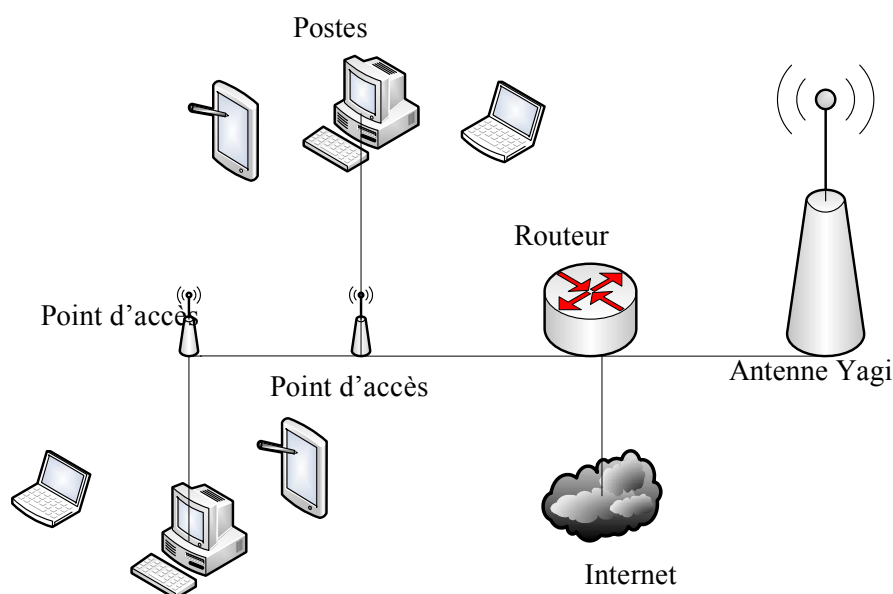 Postes
Routeur
Point d'accès
Antenne Yagi
Point d'accès
Internet